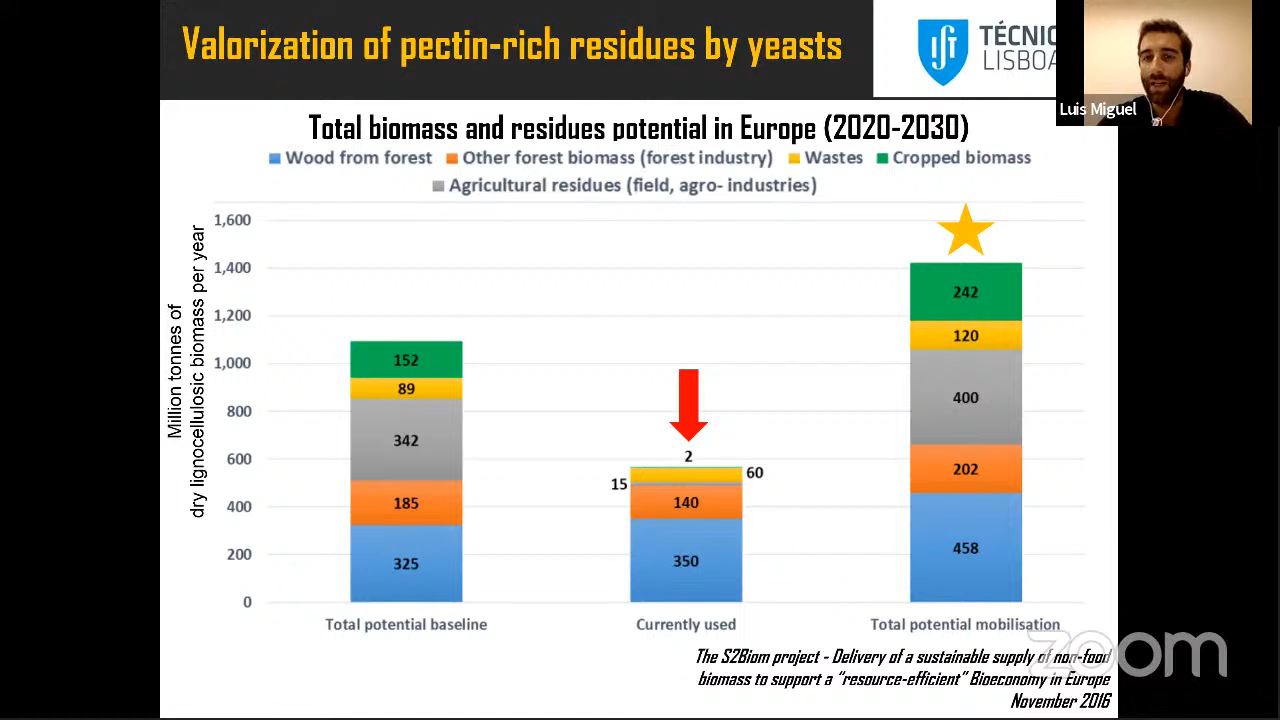 Valorization of pectin-rich residues by yeasts
TÉCNIC
LISBOA
Luis Miguel
Total biomass and residues potential in Europe (2020-2030)
Wood from forest Other forest biomass (forest industry) Wastes Cropped biomass
Agricultural residues (field, agro- industries)
Million tonnes of
dry lignocellulosic biomass per year
1,600
1,400
1,200
1,000
800
600
400
200
0
152
89
342
185
325
2
15
60
140
350
242
120
400
202
458
Total potential baseline
Currently used
Total potential mobilisation
zoom
The S2Biom project - Delivery of a sustainable supply of non-food
biomass to support a “resource-efficient” Bioeconomy in Europe
November 2016